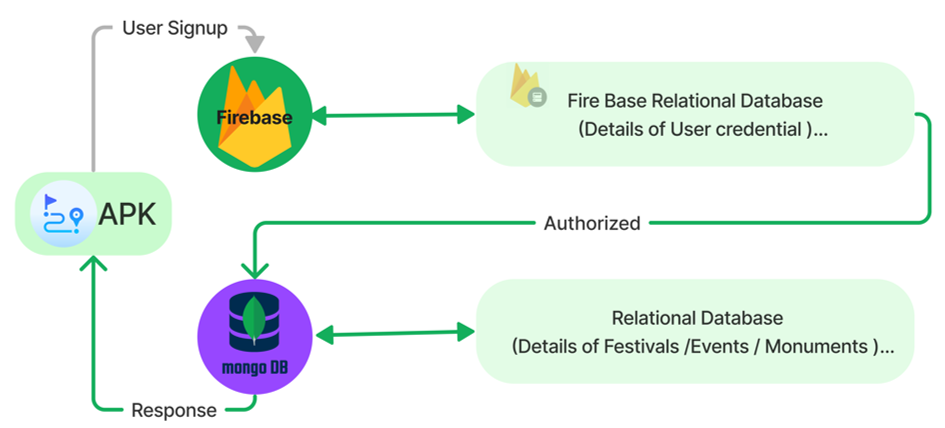 User Signup
Firebase
Fire Base Relational Database
(Details of User credential )...
APK
Authorized
mongo DB
Relational Database
(Details of Festivals /Events / Monuments )...
Response